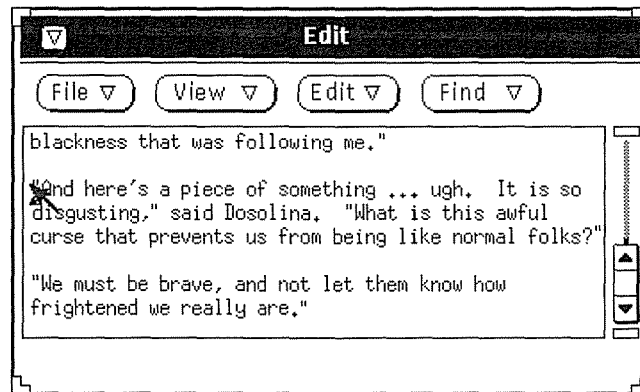 Edit
File View Edit Find
blackness that was following me."
"And here's a piece of something ... ugh.  It is so
disgusting," said Dosolina.  "What is this awful
curse that prevents us from being like normal folks?"
"We must be brave, and not let them know how
frightened we really are."